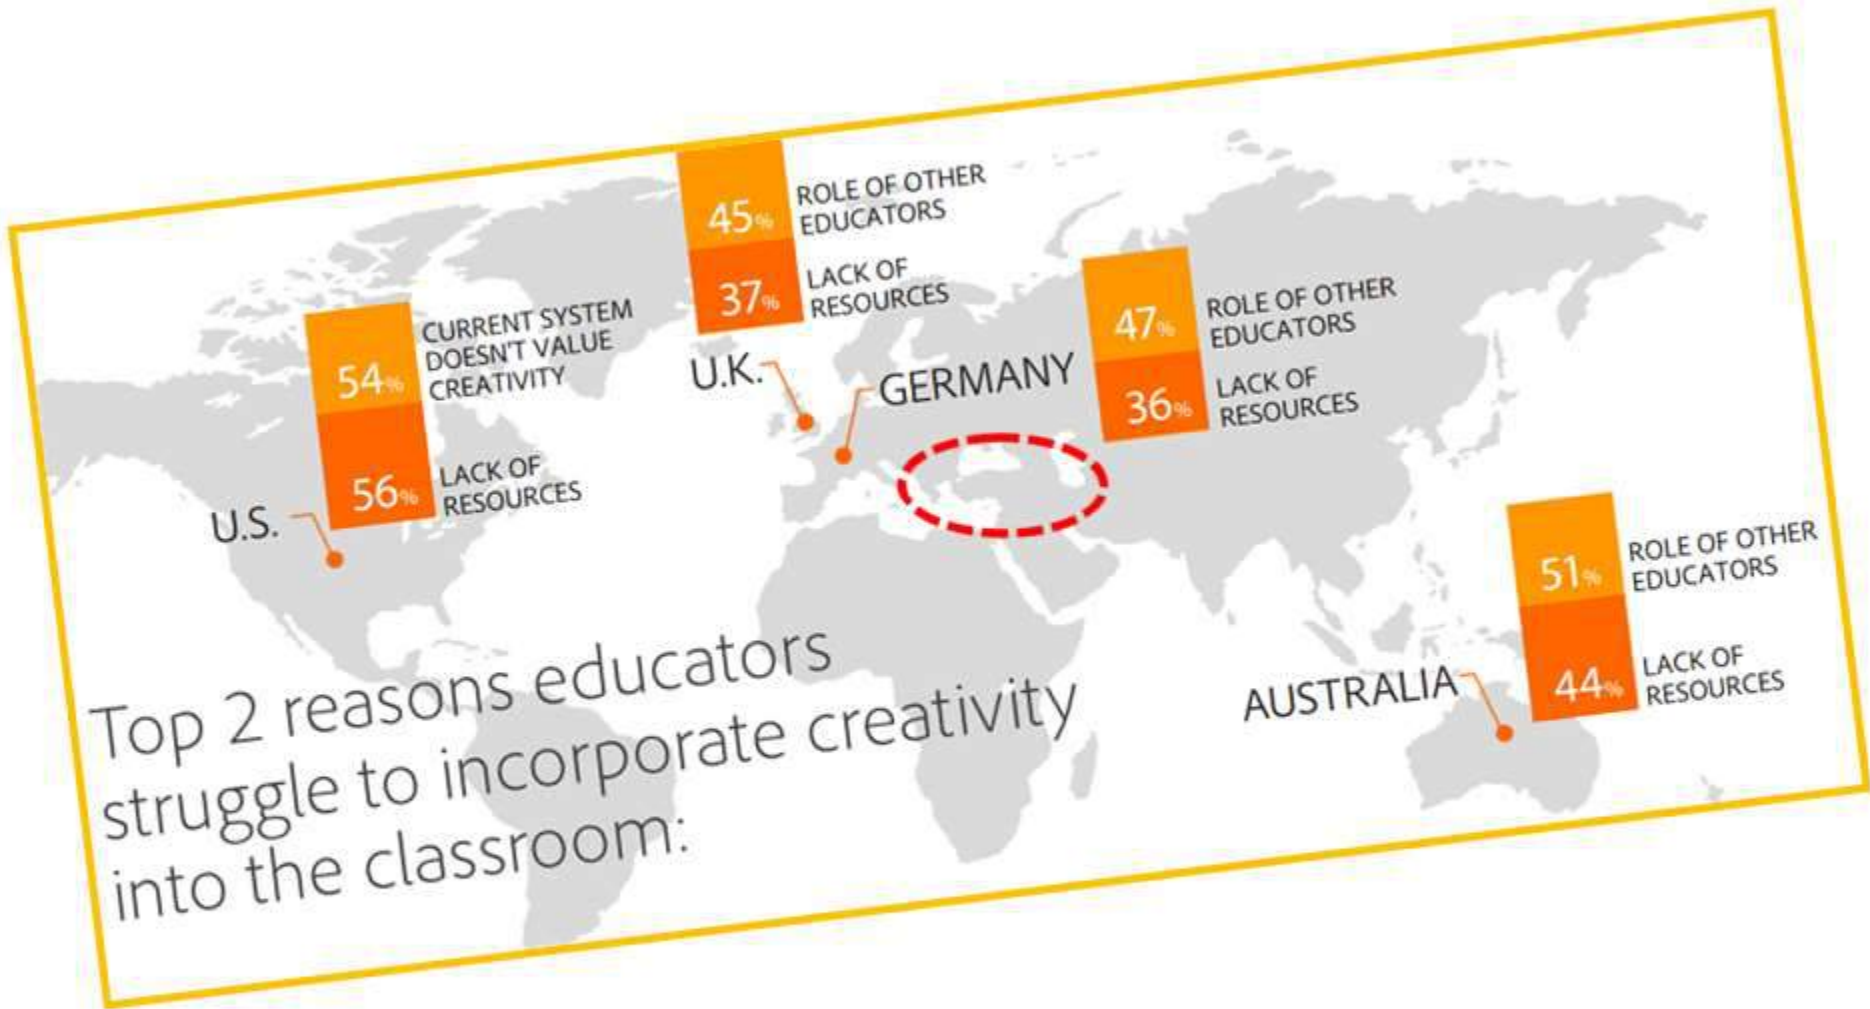 45%
ROLE OF OTHER
EDUCATORS
37%
LACK OF
RESOURCES
U.K.
54%
CURRENT SYSTEM
DOESN'T VALUE
CREATIVITY
56%
LACK OF
RESOURCES
U.S.
GERMANY
47%
ROLE OF OTHER
EDUCATORS
36%
LACK OF
RESOURCES
51%
ROLE OF OTHER
EDUCATORS
44%
LACK OF
RESOURCES
AUSTRALIA
Top 2 reasons educators
struggle to incorporate creativity
into the classroom: